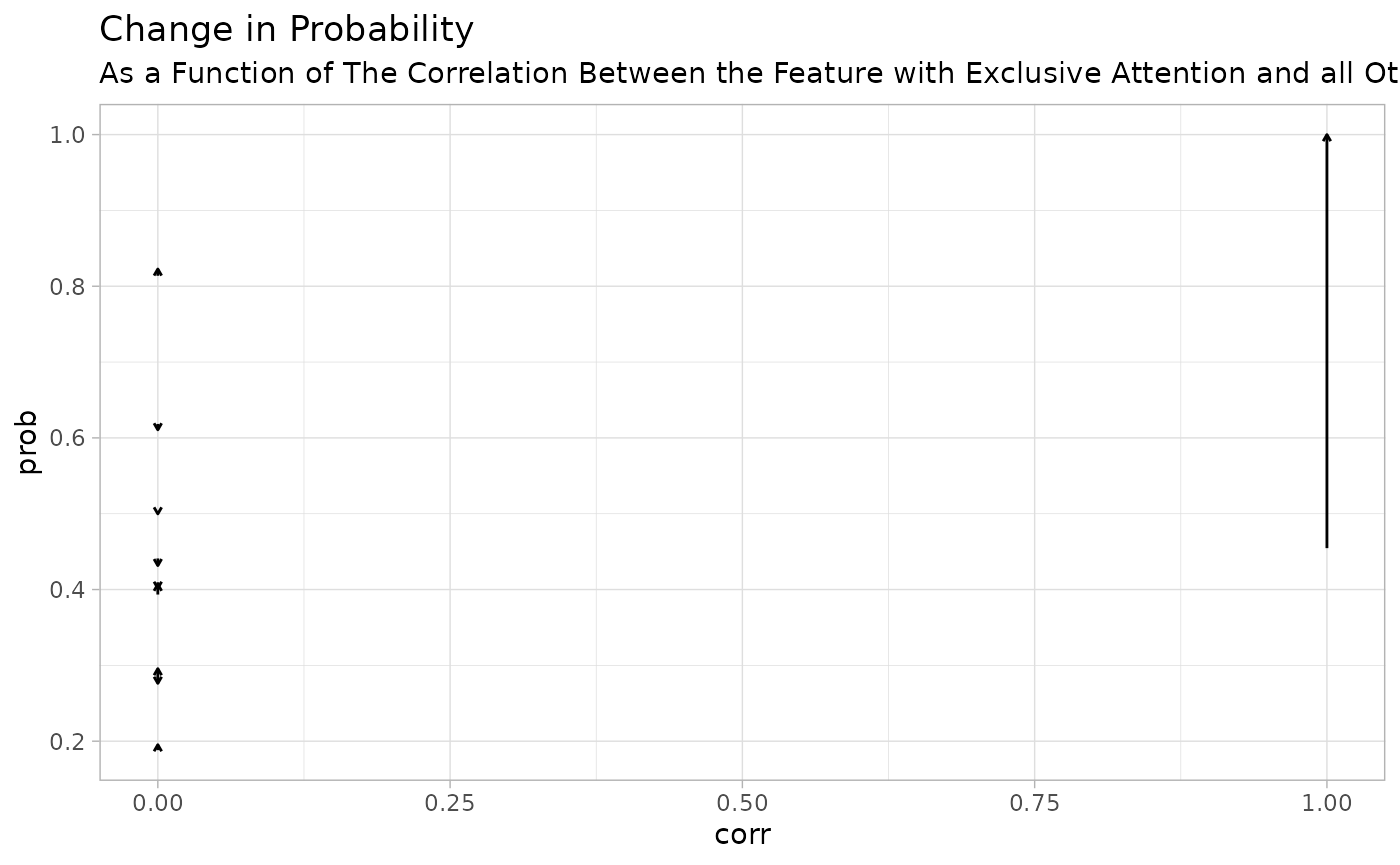 Change in Probability
As a Function of The Correlation Between the Feature with Exclusive Attention and all Ot
1.0
0.8
0.6
0.4
0.2
prob
0.00 0.25 0.50 0.75 1.00
corr